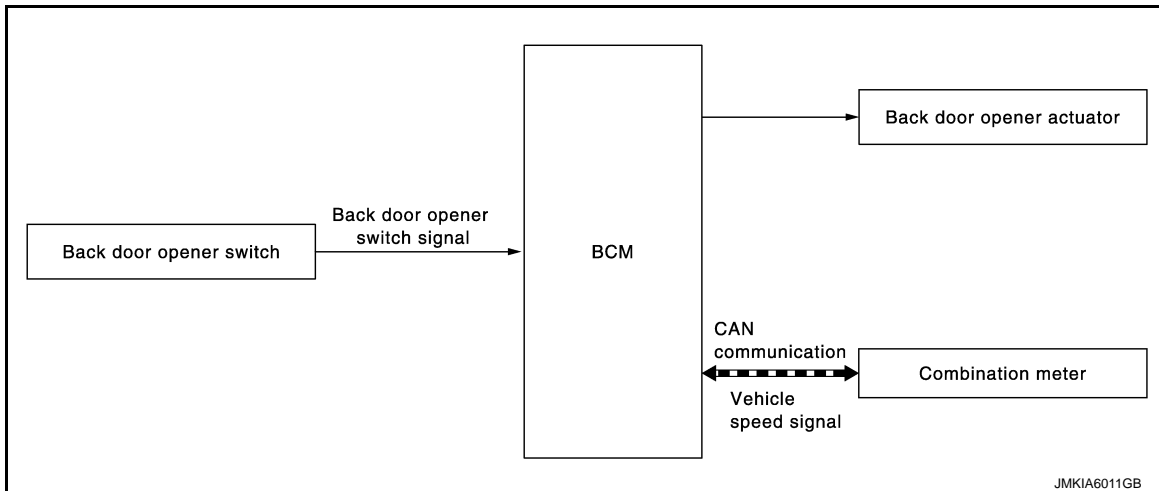 Back door opener switch
Back door opener
switch signal
BCM
Back door opener actuator
CAN
communication
Vehicle
speed signal
Combination meter
JMKIA6011GB